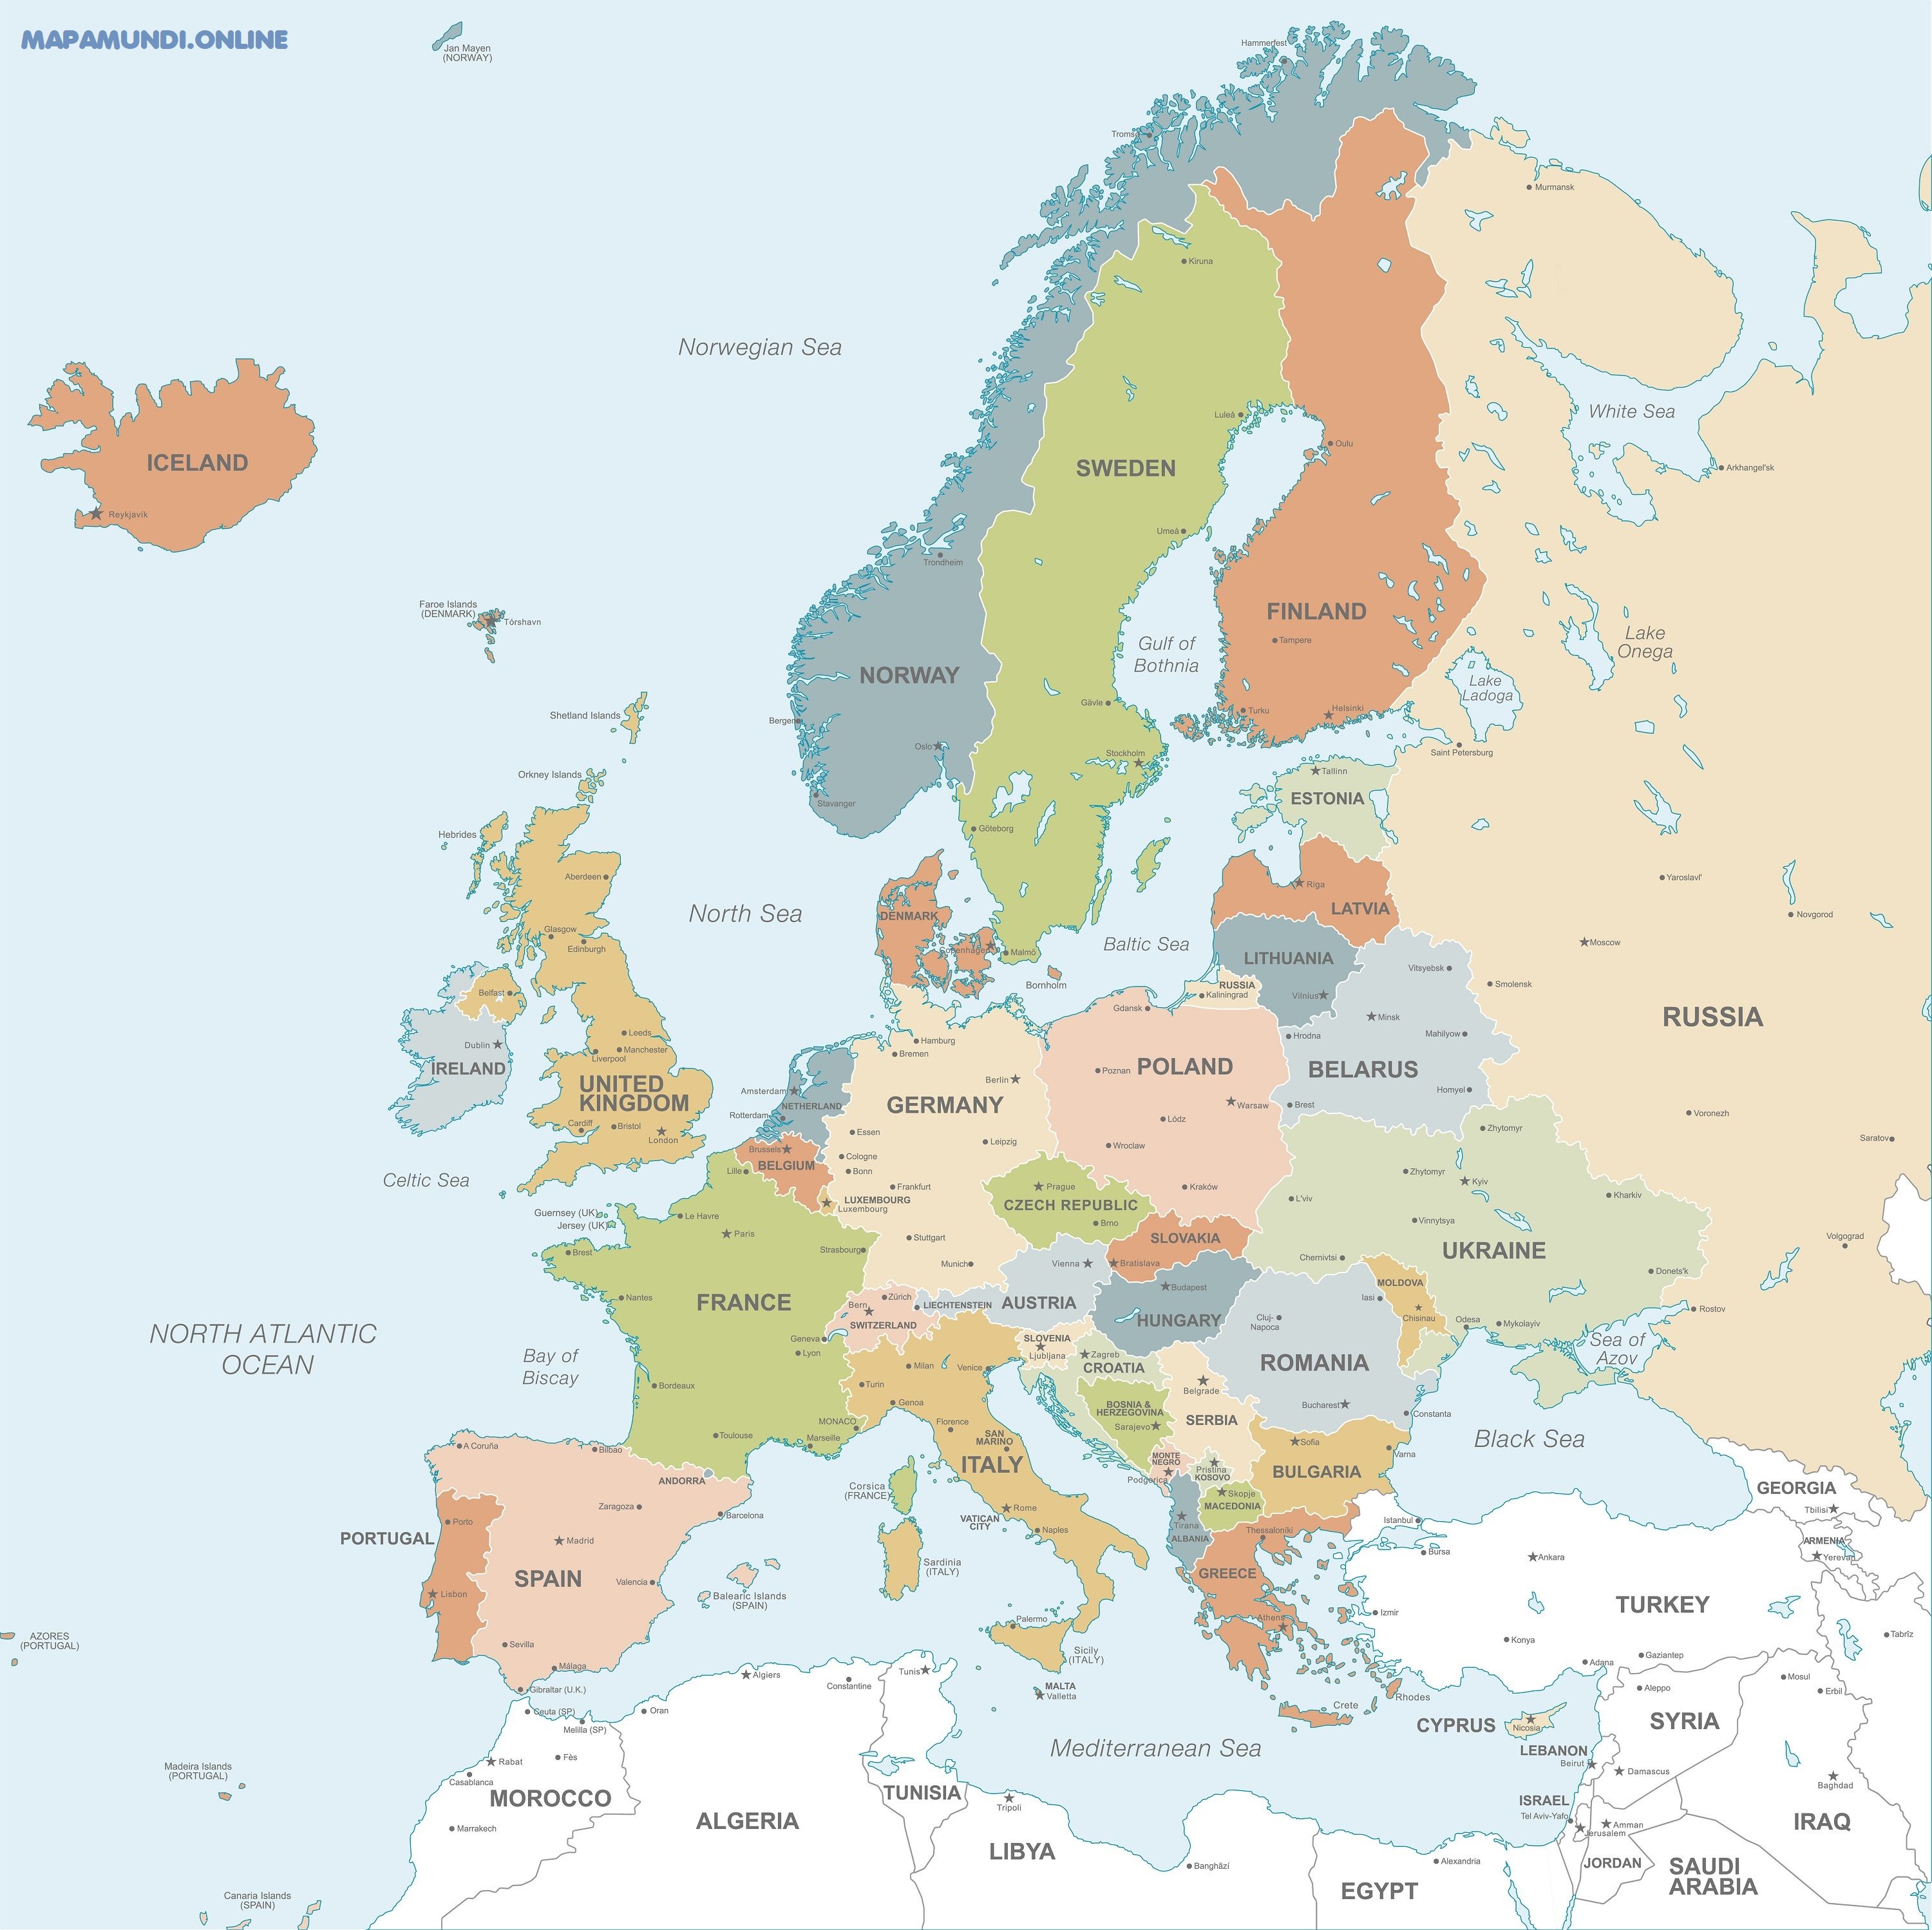 MAPAMUNDI.ONLINE
Jan Mayen
(NORWAY)
Hammerfest
Tromsø
Murmansk
Kiruna
Norwegian Sea
White Sea
ICELAND
Reykjavík
Luleå
Oulu
SWEDEN
Arkhangel'sk
Umeå
Trondheim
Faroe Islands
(DENMARK)
Tórshavn
FINLAND
Tampere
Gulf of
Bothnia
Lake
Onega
Lake
Ladoga
NORWAY
Shetland Islands
Bergen
Gävle
Turku
Helsinki
Oslo
Stockholm
Saint Petersburg
Orkney Islands
Tallinn
ESTONIA
Stavanger
Göteborg
Hebrides
Aberdeen
Riga
LATVIA
Yaroslavl'
Novgorod
North Sea
DENMARK
Copenhagen
Malmö
Baltic Sea
Glasgow
Edinburgh
Moscow
LITHUANIA
Vitsyebsk
Smolensk
Bornholm
RUSSIA
Kaliningrad
Vilnius
Belfast
Gdansk
Minsk
RUSSIA
Leeds
Manchester
Liverpool
Dublin
IRELAND
Hamburg
Bremen
Hrodna
Mahilyow
UNITED
KINGDOM
Berlin
Poznan
POLAND
BELARUS
Homyel
Amsterdam
NETHERLAND
Rotterdam
GERMANY
Warsaw
Brest
Voronezh
Cardiff
Bristol
London
Essen
Lódz
Zhytomyr
Saratov
Brussels
BELGIUM
Cologne
Bonn
Leipzig
Wroclaw
Celtic Sea
Lille
Frankfurt
Prague
CZECH REPUBLIC
Kraków
L'viv
Zhytomyr
Kyiv
Kharkiv
LUXEMBOURG
Luxembourg
Guernsey (UK)
Jersey (UK)
Le Havre
Paris
Brno
Vinnytsya
Brest
Strasbourg
Stuttgart
SLOVAKIA
UKRAINE
Volgograd
Munich
Vienna
Bratislava
Chernivtsi
Donets'k
Nantes
FRANCE
Zürich
Bern
LIECHTENSTEIN
AUSTRIA
Budapest
HUNGARY
MOLDOVA
Iasi
Chisinau
Rostov
SWITZERLAND
Cluj-
Napoca
Odesa
Mykolayiv
NORTH ATLANTIC
OCEAN
Geneva
Lyon
SLOVENIA
Ljubljana
Zagreb
CROATIA
ROMANIA
Sea of
Azov
Bay of
Biscay
Milan
Venice
Turin
Bordeaux
Belgrade
Genoa
BOSNIA &
HERZEGOVINA
Sarajevo
SERBIA
Bucharest
Constanta
MONACO
Florence
SAN
MARINO
Toulouse
Marseille
Black Sea
A Coruña
Bilbao
ITALY
MONTE
NEGRO
Podgorica
Pristina
KOSOVO
Sofia
BULGARIA
Varna
ANDORRA
Corsica
(FRANCE)
Skopje
MACEDONIA
GEORGIA
Tbilisi
Zaragoza
Barcelona
Rome
VATICAN
CITY
Naples
Tirana
ALBANIA
Thessaloniki
Istanbul
Porto
PORTUGAL
Madrid
Bursa
Ankara
ARMENIA
Yerevan
SPAIN
Sardinia
(ITALY)
GREECE
Lisbon
Valencia
Balearic Islands
(SPAIN)
TURKEY
Palermo
Athens
Izmir
AZORES
(PORTUGAL)
Sevilla
Sicily
(ITALY)
Konya
Tabrīz
Málaga
Gaziantep
Adana
Algiers
Constantine
Tunis
Mosul
Gibraltar (U.K.)
MALTA
Valletta
Aleppo
Erbil
Rhodes
Crete
Ceuta (SP)
Melilla (SP)
Oran
CYPRUS
Nicosia
SYRIA
Mediterranean Sea
Rabat
Fès
LEBANON
Beirut
Madeira Islands
(PORTUGAL)
Casablanca
Damascus
Baghdad
MOROCCO
TUNISIA
Tripoli
ISRAEL
Tel Aviv-Yafo
ALGERIA
Marrakech
Amman
Jerusalem
IRAQ
LIBYA
Banghāzī
Alexandria
JORDAN
SAUDI
ARABIA
EGYPT
Canaria Islands
(SPAIN)